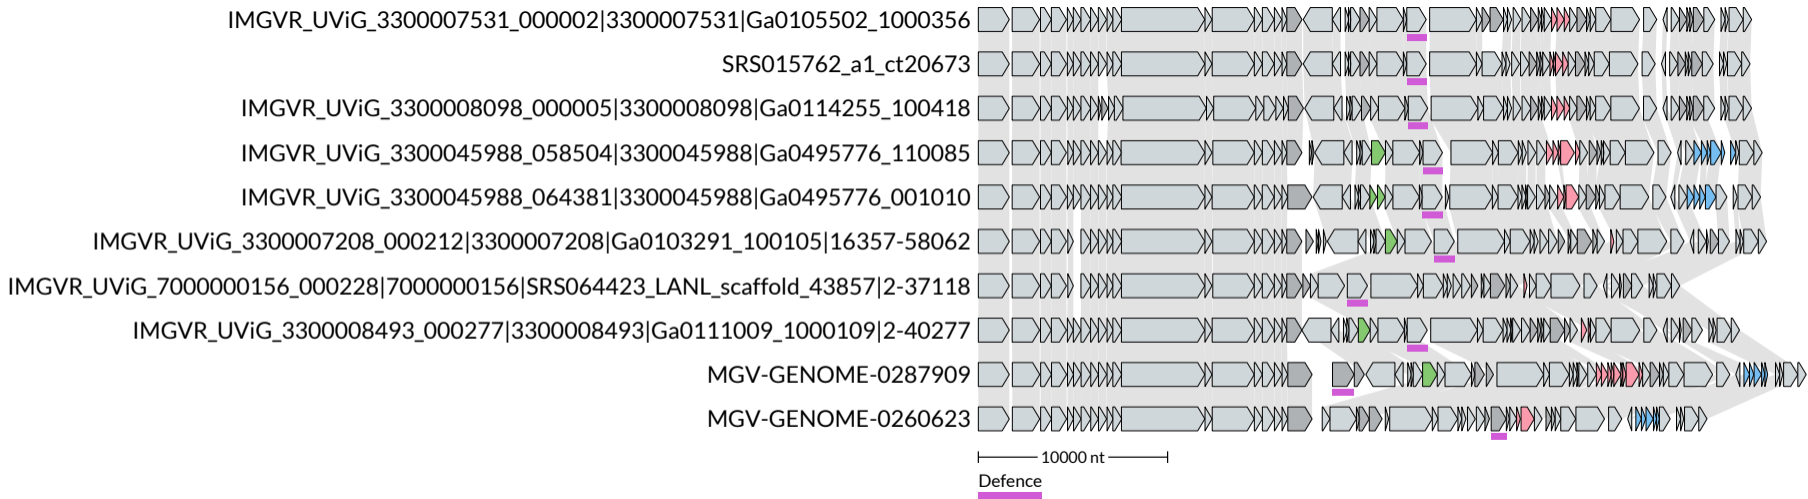 IMGVR_UViG_3300007531_000002|3300007531|Ga0105502_1000356
SRS015762_a1_ct20673
IMGVR_UViG_3300008098_000005|3300008098|Ga0114255_100418
IMGVR_UViG_3300045988_058504|3300045988|Ga0495776_110085
IMGVR_UViG_3300045988_064381|3300045988|Ga0495776_001010
IMGVR_UViG_3300007208_000212|3300007208|Ga0103291_100105|16357-58062
IMGVR_UViG_7000000156_000228|7000000156|SRS064423_LANL_scaffold_43857|2-37118
IMGVR_UViG_3300008493_000277|3300008493|Ga0111009_1000109|2-40277
MGV-GENOME-0287909
MGV-GENOME-0260623
10000 nt
Defence